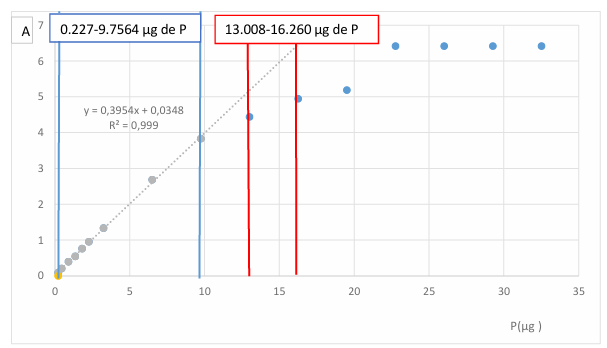 A
0.227-9.7564 µg de P
13.008-16.260 µg de P
y = 0,3954x + 0,0348
R² = 0,999
7
6
5
4
3
2
1
0
0 5 10 15 20 25 30 35
P(µg )